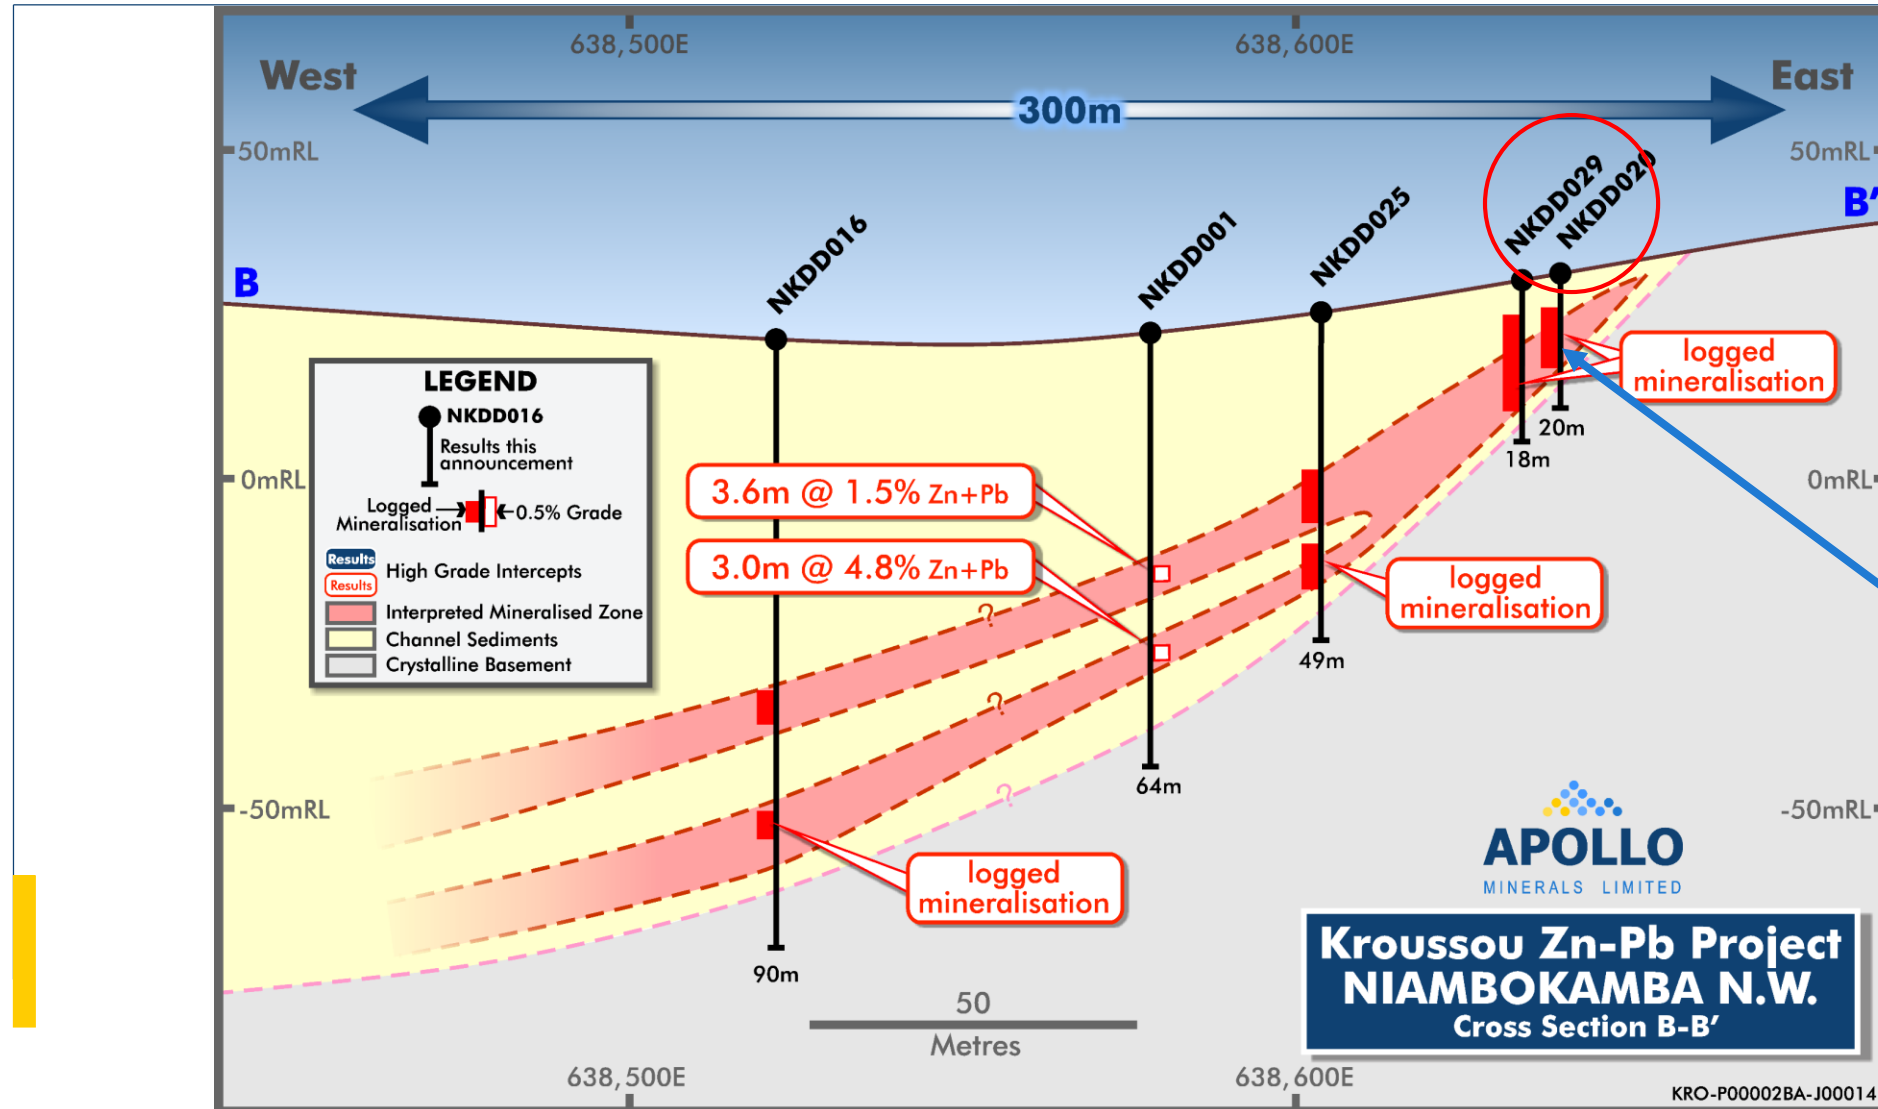 638,500E
638,600E
West
East
300m
50mRL
50mRL
NKDD029
NKDD020
B'
NKDD016
NKDD001
NKDD025
B
LEGEND
NKDD016
Results this
announcement
Logged
Mineralisation
0.5% Grade
Results
Results
High Grade Intercepts
Interpreted Mineralised Zone
Channel Sediments
Crystalline Basement
logged
mineralisation
20m
18m
0mRL
0mRL
3.6m @ 1.5% Zn+Pb
3.0m @ 4.8% Zn+Pb
logged
mineralisation
?
49m
?
64m
?
-50mRL
-50mRL
logged
mineralisation
90m
APOLLO
MINERALS LIMITED
Kroussou Zn-Pb Project
NIAMBOKAMBA N.W.
Cross Section B-B'
50
Metres
638,500E
638,600E
KRO-P00002BA-J00014